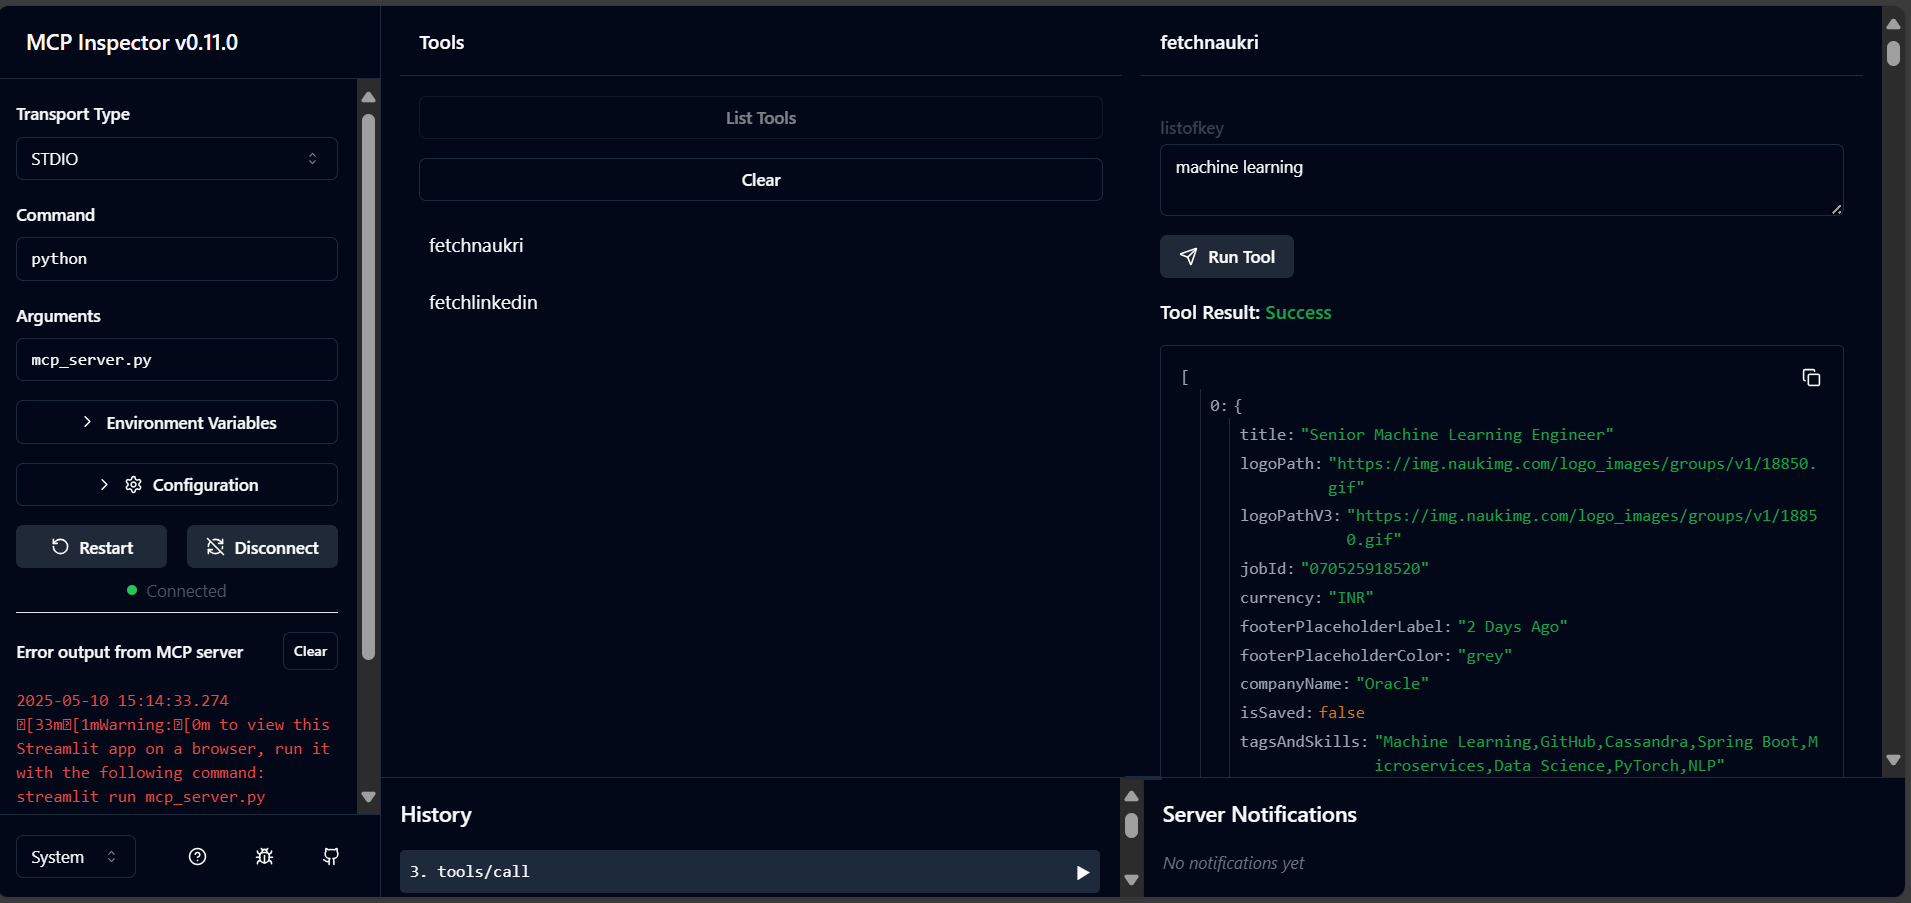 MCP Inspector v0.11.0
Transport Type
STDIO
Command
python
Arguments
mcp_server.py
Environment Variables
Configuration
Restart
Disconnect
Connected
Error output from MCP server
Clear
2025-05-10 15:14:33.274
[33m[1mWarning:[0m to view this
Streamlit app on a browser, run it
with the following command:
streamlit run mcp_server.py
System
Tools
List Tools
Clear
fetchnaukri
fetchlinkedin
History
3. tools/call
fetchnaukri
listofkey
machine learning
Run Tool
Tool Result: Success
[
0: {
title: "Senior Machine Learning Engineer"
logoPath: "https://img.naukimg.com/logo_images/groups/v1/18850.
gif"
logoPathV3: "https://img.naukimg.com/logo_images/groups/v1/1885
0.gif"
jobId: "070525918520"
currency: "INR"
footerPlaceholderLabel: "2 Days Ago"
footerPlaceholderColor: "grey"
companyName: "Oracle"
isSaved: false
tagsAndSkills: "Machine Learning,GitHub,Cassandra,Spring Boot,M
icroservices,Data Science,PyTorch,NLP"
Server Notifications
No notifications yet